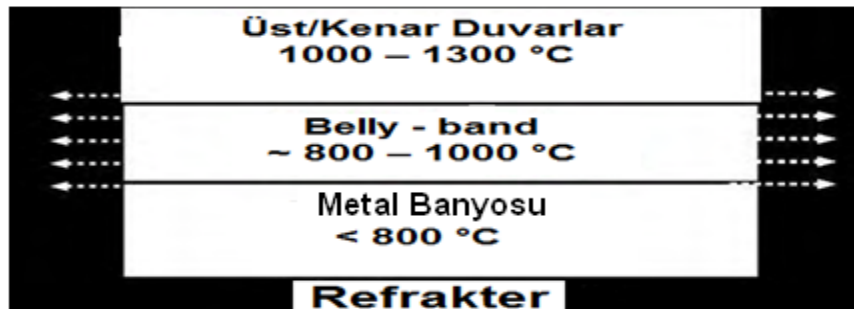 Üst/Kenar Duvarlar
1000 – 1300 °C
Belly - band
~ 800 – 1000 °C
Metal Banyosu
< 800 °C
Refrakter